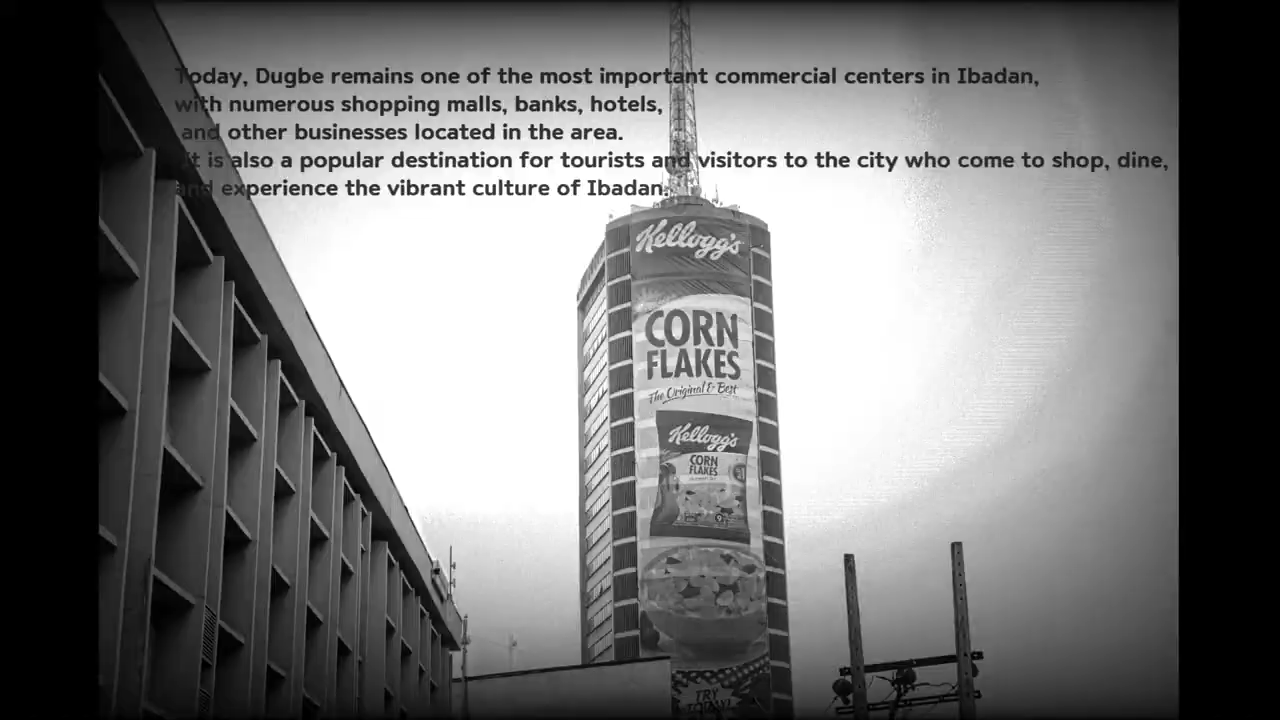 Today, Dugbe remains one of the most important commercial centers in Ibadan,
with numerous shopping malls, banks, hotels,
and other businesses located in the area.
It is also a popular destination for tourists and visitors to the city who come to shop, dine,
and experience the vibrant culture of Ibadan.
Kellogg's
CORN
FLAKES
The Original & Best
Kellogg's
CORN
FLAKES
TRY
TODAY!